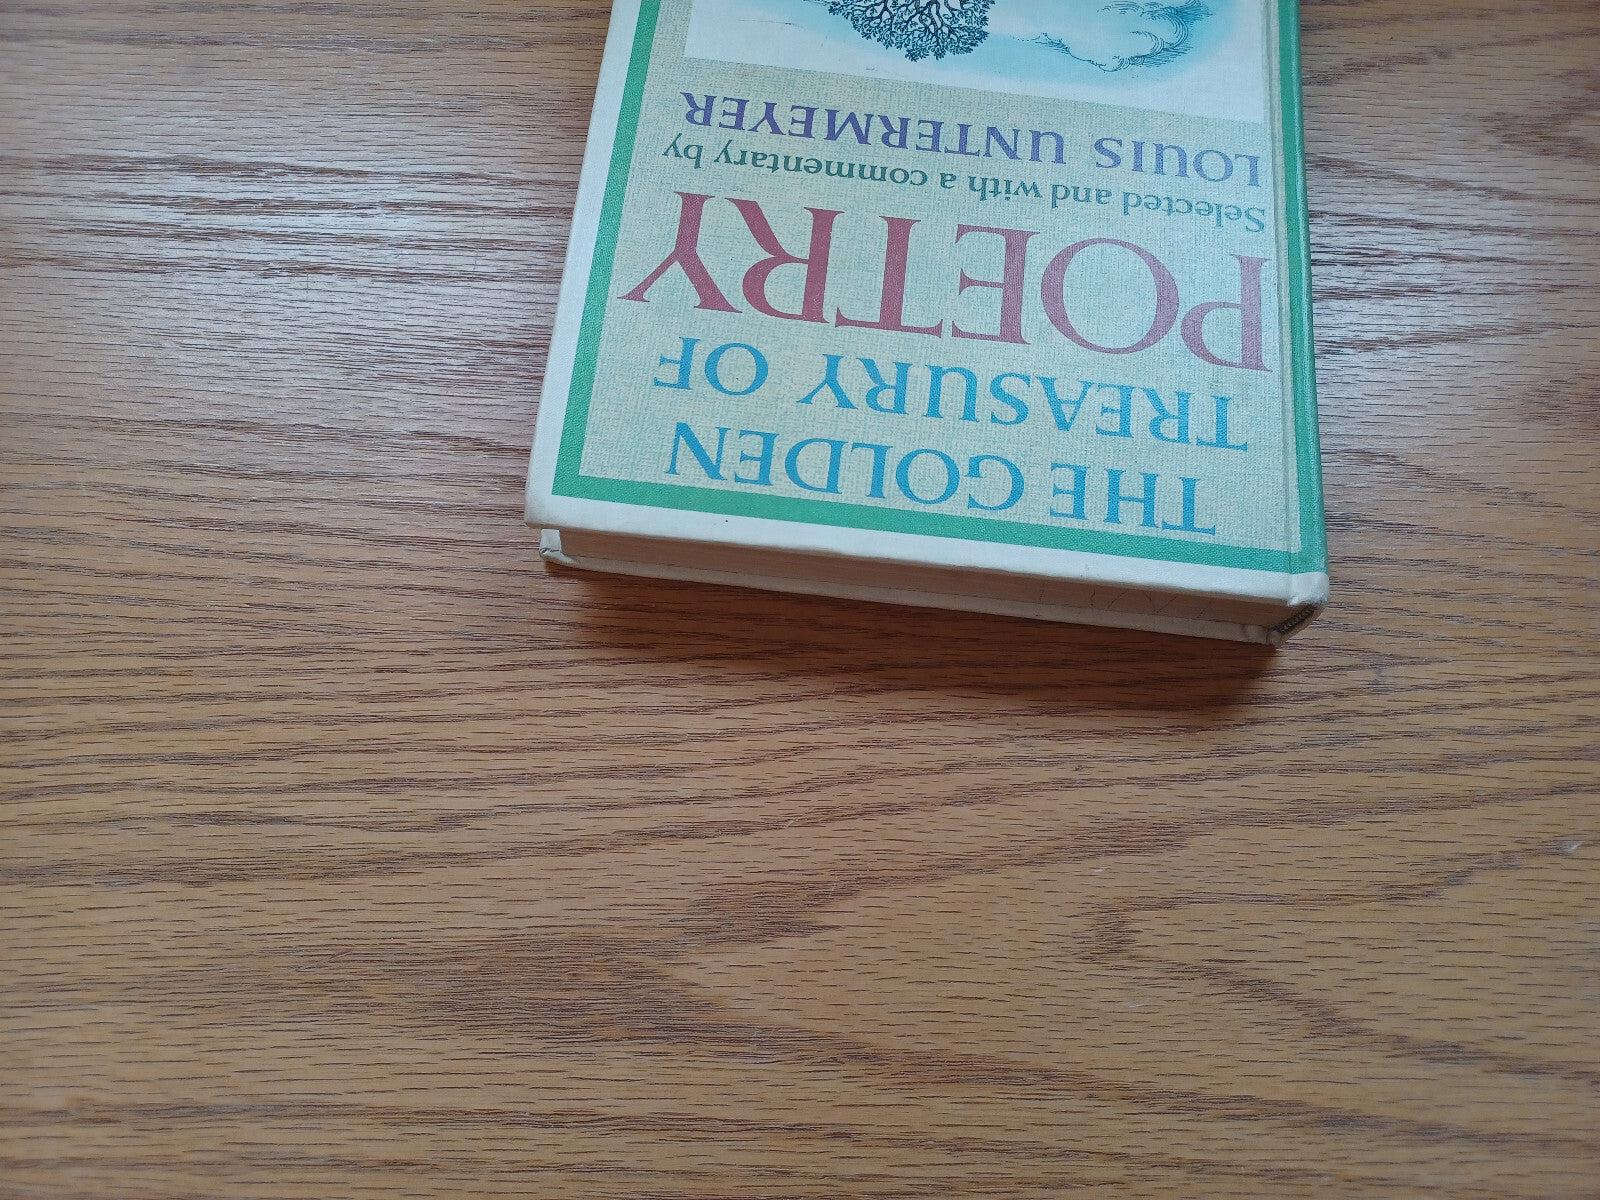 THE GOLDEN
TREASURY OF
POETRY
Selected and with a commentary by
LOUIS UNTERMEYER